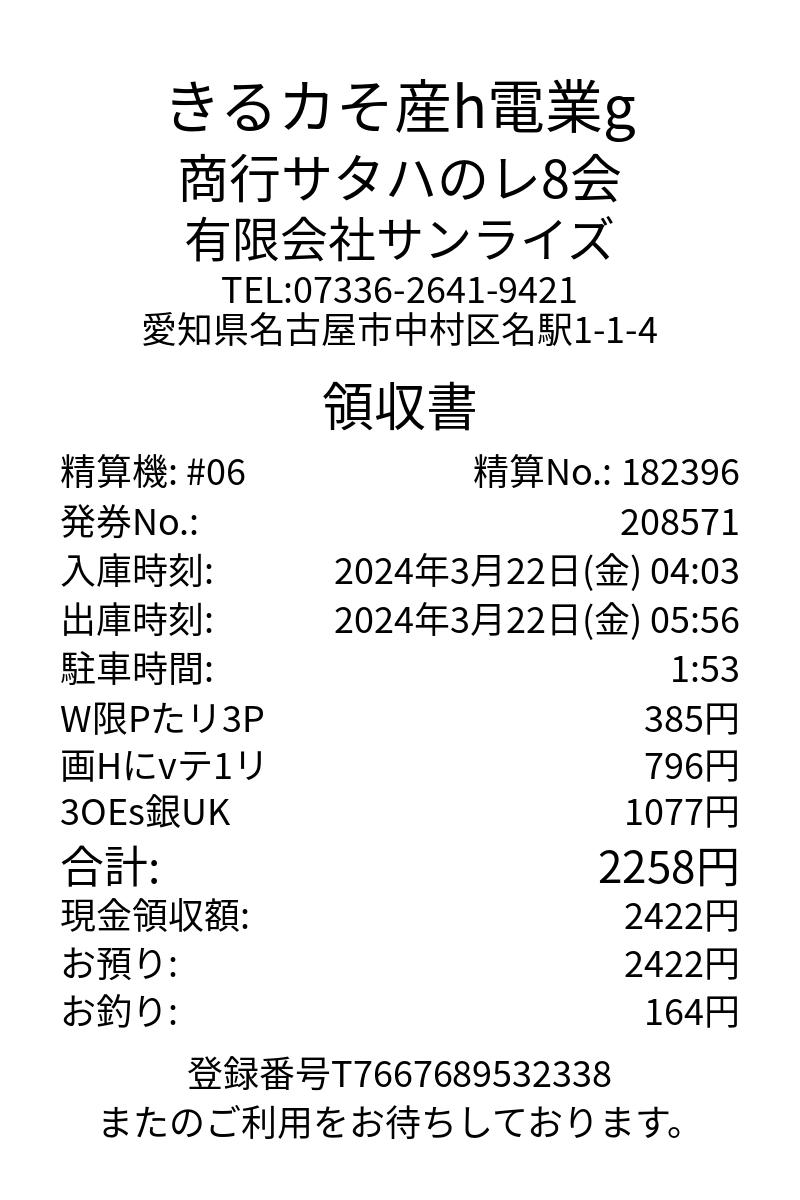 きるカそ産h電業g
商行サタハのレ8会
有限会社サンライズ
TEL:07336-2641-9421
愛知県名古屋市中村区名駅1-1-4
領収書
精算機: #06 精算No.: 182396
発券No.: 208571
入庫時刻: 2024年3月22日(金) 04:03
出庫時刻: 2024年3月22日(金) 05:56
駐車時間: 1:53
W限Pたリ3P 385円
画Hにvテ1リ 796円
3OEs銀UK 1077円
合計: 2258円
現金領収額: 2422円
お預り: 2422円
お釣り: 164円
登録番号T7667689532338
またのご利用をお待ちしております。